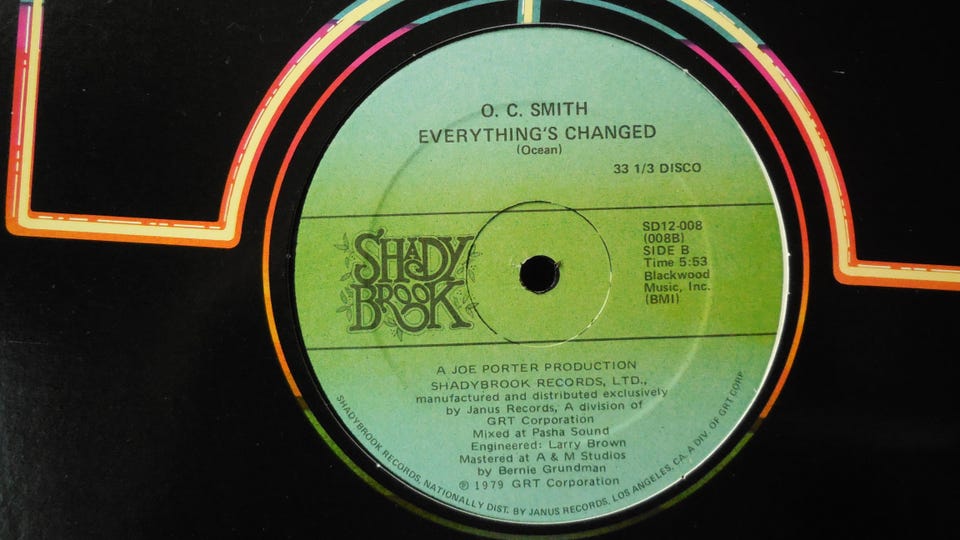 O. C. SMITH
EVERYTHING'S CHANGED
(Ocean)
33 1/3 DISCO
SHADY
BROOK
SD12-008
(008B)
SIDE B
Time 5:53
Blackwood
Music, Inc.
(BMI)
A JOE PORTER PRODUCTION
SHADYBROOK RECORDS, LTD.,
manufactured and distributed exclusively
by Janus Records, A division of
GRT Corporation
Mixed at Pasha Sound
Engineered: Larry Brown
Mastered at A & M Studios
by Bernie Grundman
℗ 1979 GRT Corporation
SHADYBROOK RECORDS, NATIONALLY DIST. BY JANUS RECORDS, LOS ANGELES, CA. A DIV. OF GRT CORP